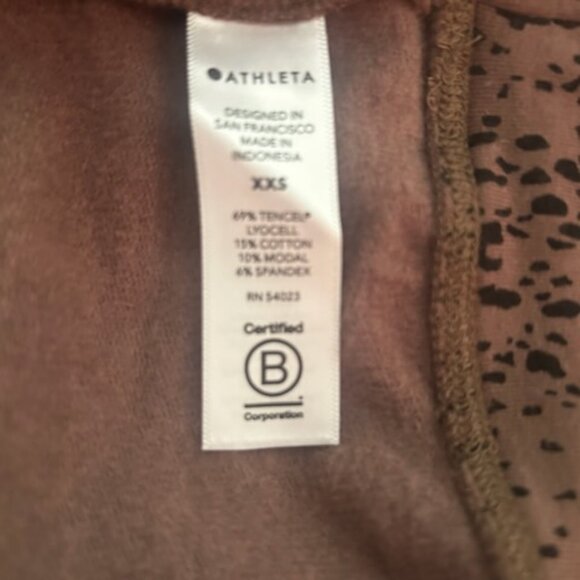 ATHLETA
DESIGNED IN
SAN FRANCISCO
MADE IN
INDONESIA
XXS
69% TENCEL®
LYOCELL
15% COTTON
10% MODAL
6% SPANDEX
RN 54023
Certified
B
Corporation